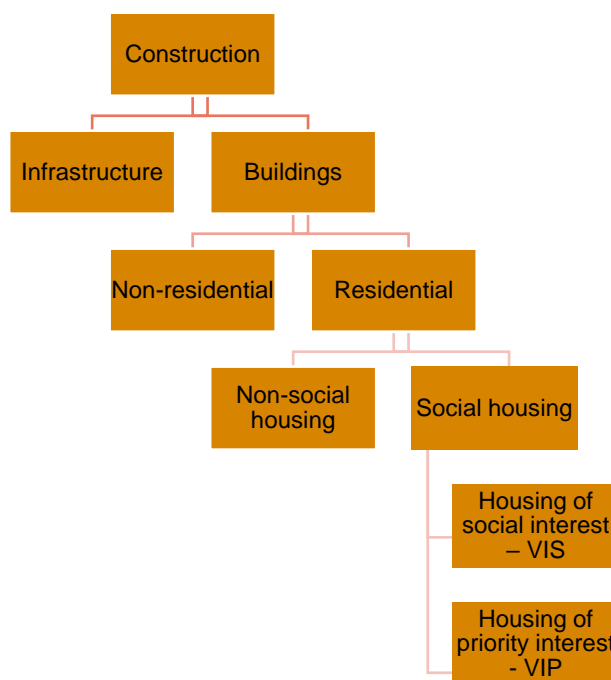 Construction
Infrastructure
Buildings
Non-residential
Residential
Non-social
housing
Social housing
Housing of
social interest
– VIS
Housing of
priority interest
- VIP